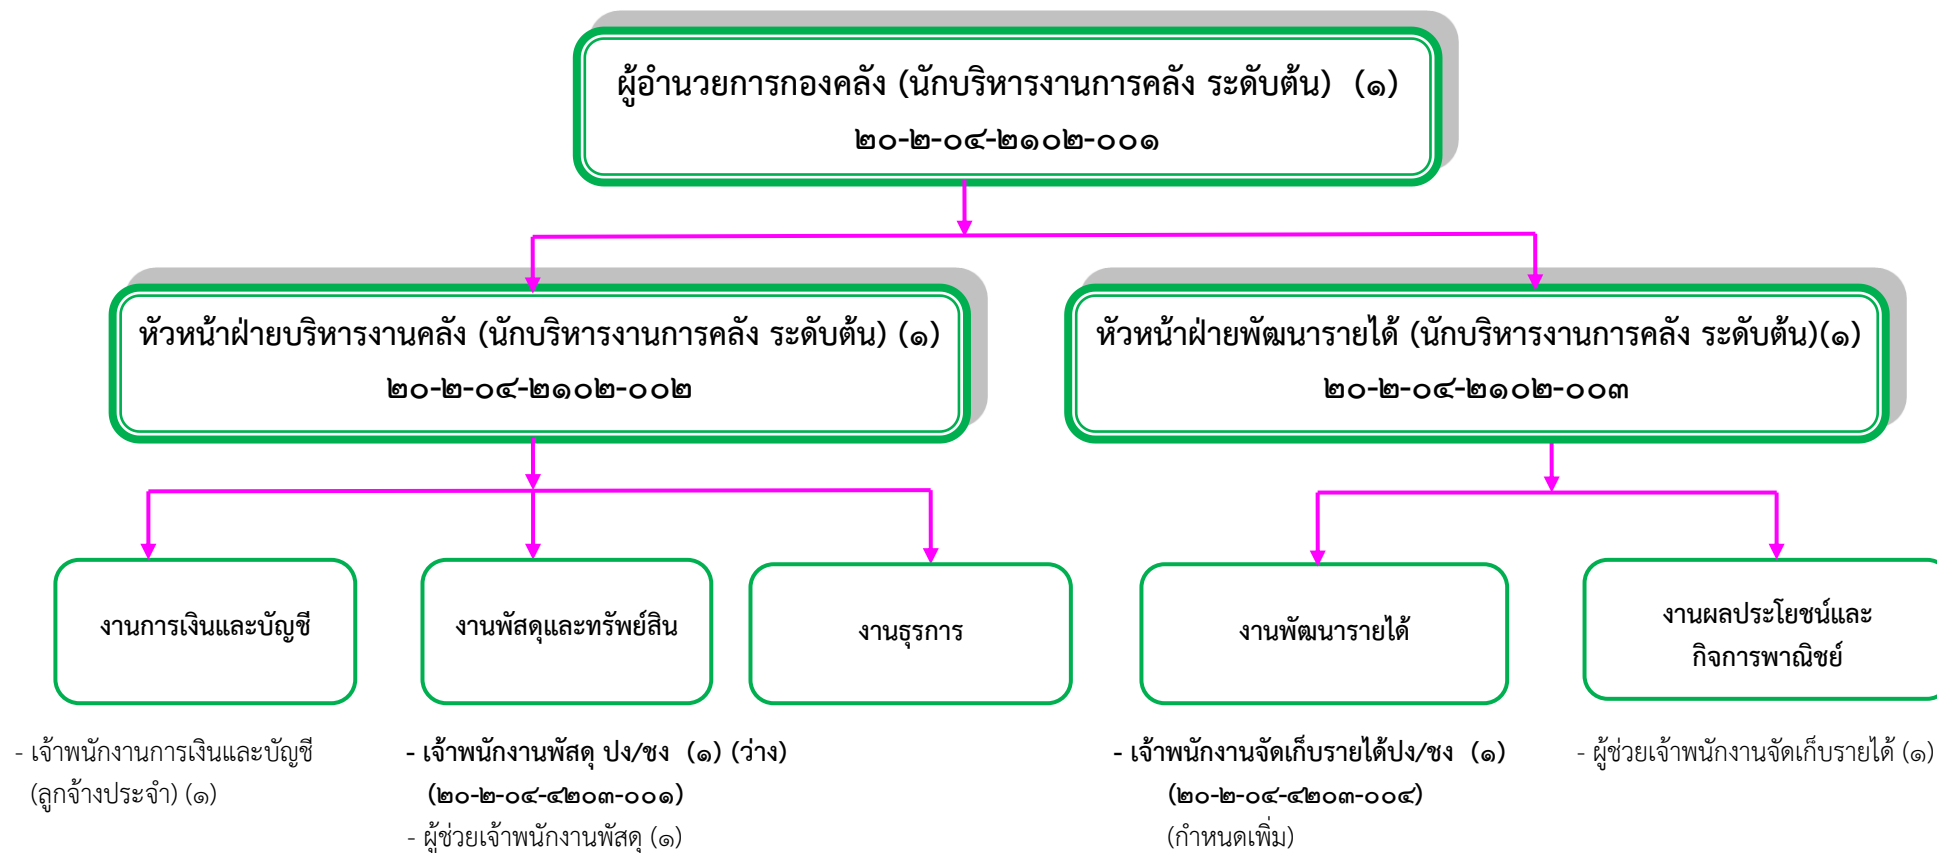 ผู้อำนวยการกองคลัง (นักบริหารงานการคลัง ระดับต้น) (๑)
๒๐-๒-๐๔-๒๑๐๒-๐๐๑
หัวหน้าฝ่ายบริหารงานคลัง (นักบริหารงานการคลัง ระดับต้น) (๑)
๒๐-๒-๐๔-๒๑๐๒-๐๐๒
หัวหน้าฝ่ายพัฒนารายได้ (นักบริหารงานการคลัง ระดับต้น)(๑)
๒๐-๒-๐๔-๒๑๐๒-๐๐๓
งานการเงินและบัญชี
งานพัสดุและทรัพย์สิน
งานธุรการ
งานพัฒนารายได้
งานผลประโยชน์และ
กิจการพาณิชย์
- เจ้าพนักงานการเงินและบัญชี
(ลูกจ้างประจำ) (๑)
- เจ้าพนักงานพัสดุ ปง/ชง (๑) (ว่าง)
(๒๐-๒-๐๔-๔๒๐๓-๐๐๑)
- ผู้ช่วยเจ้าพนักงานพัสดุ (๑)
- เจ้าพนักงานจัดเก็บรายได้ปง/ชง (๑)
(๒๐-๒-๐๔-๔๒๐๓-๐๐๔)
(กำหนดเพิ่ม)
- ผู้ช่วยเจ้าพนักงานจัดเก็บรายได้ (๑)